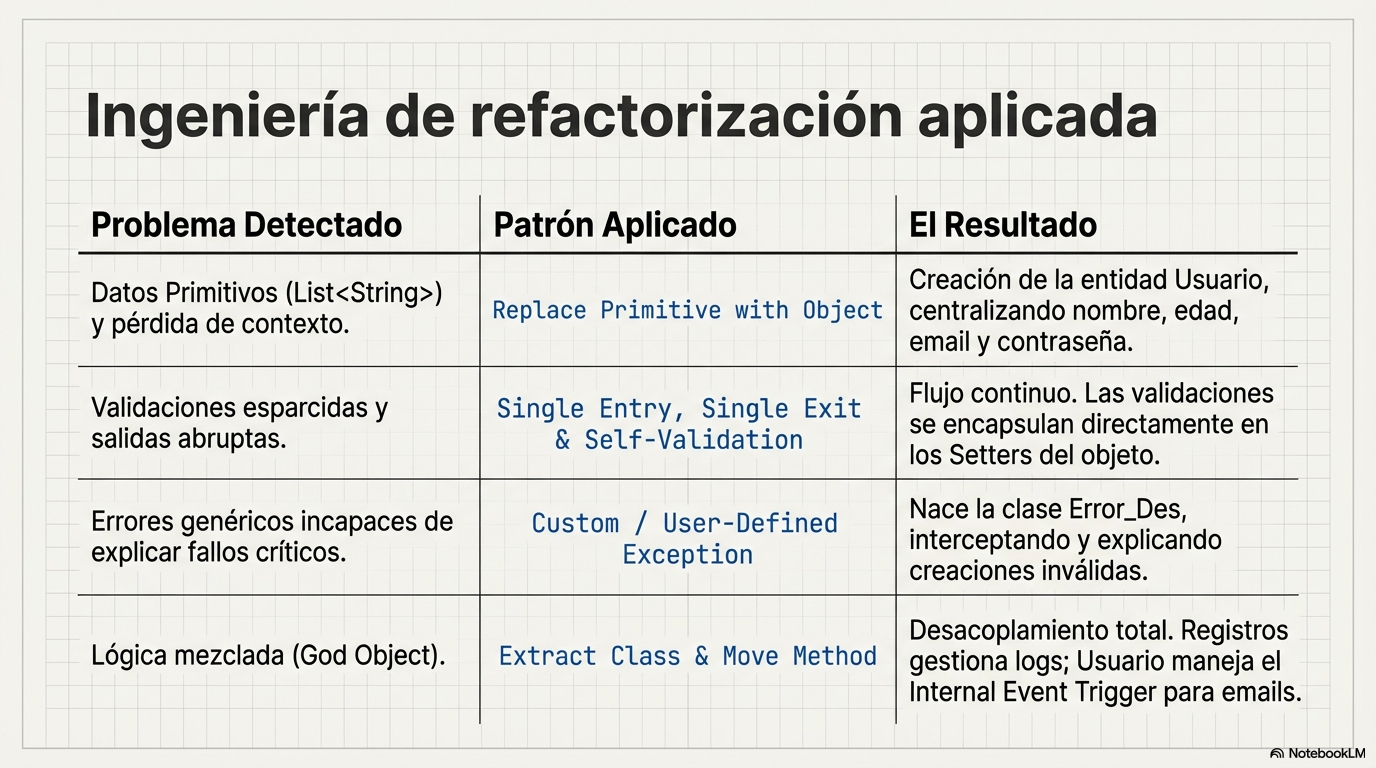 Ingeniería de refactorización aplicada
Problema Detectado
Patrón Aplicado
El Resultado
Datos Primitivos (List<String>)
y pérdida de contexto.
Replace Primitive with Object
Creación de la entidad Usuario,
centralizando nombre, edad,
email y contraseña.
Validaciones esparcidas y
salidas abruptas.
Single Entry, Single Exit
& Self-Validation
Flujo continuo. Las validaciones
se encapsulan directamente en
los Setters del objeto.
Errores genéricos incapaces de
explicar fallos críticos.
Custom / User-Defined
Exception
Nace la clase Error_Des,
interceptando y explicando
creaciones inválidas.
Lógica mezclada (God Object).
Extract Class & Move Method
Desacoplamiento total. Registros
gestiona logs; Usuario maneja el
Internal Event Trigger para emails.
NotebookLM